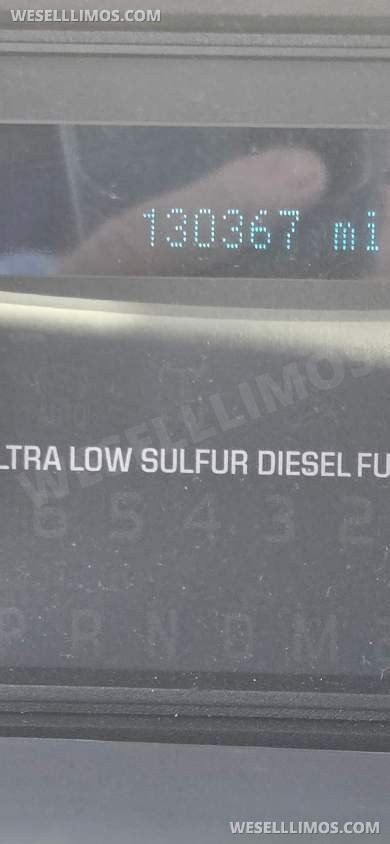 WESELLLIMOS.COM
130367 mi
WESELLLIMOS
LTRA LOW SULFUR DIESEL FU
6 5 4 3 2
P R N D M
WESELLLIMOS.COM